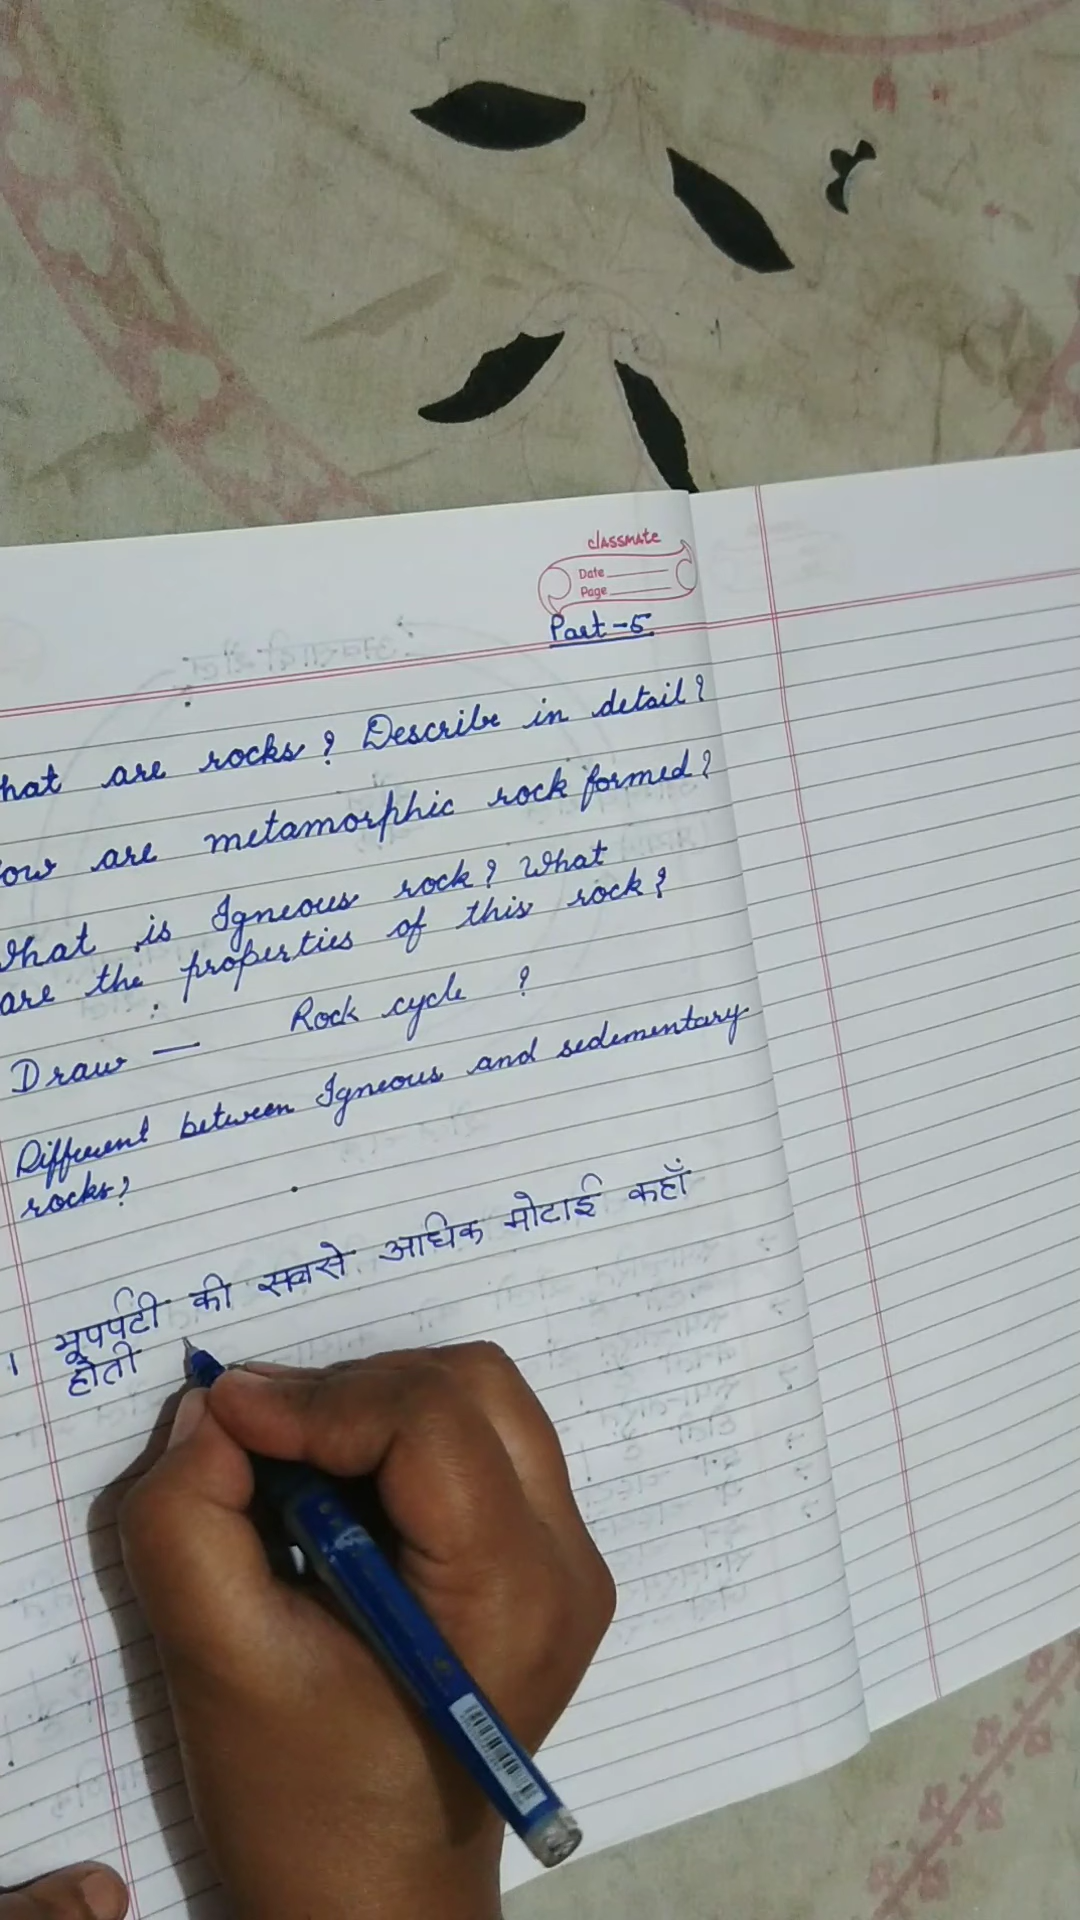 classmate
Date
Page
Part-5
hat are rocks? Describe in detail?
ow are metamorphic rock formed?
What is Igneous rock? What
are the properties of this rock?
Draw — Rock cycle ?
Different between Igneous and sedementary
rocks?
भूपर्पटी की सबसे अधिक मोटाई कहाँ
होती